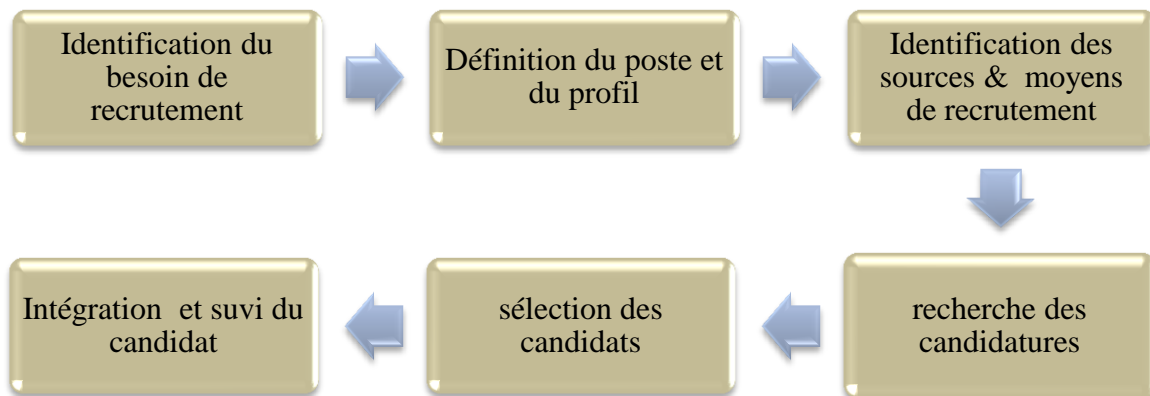 Identification du
besoin de
recrutement
Définition du poste et
du profil
Identification des
sources & moyens
de recrutement
recherche des
candidatures
sélection des
candidats
Intégration et suivi du
candidat